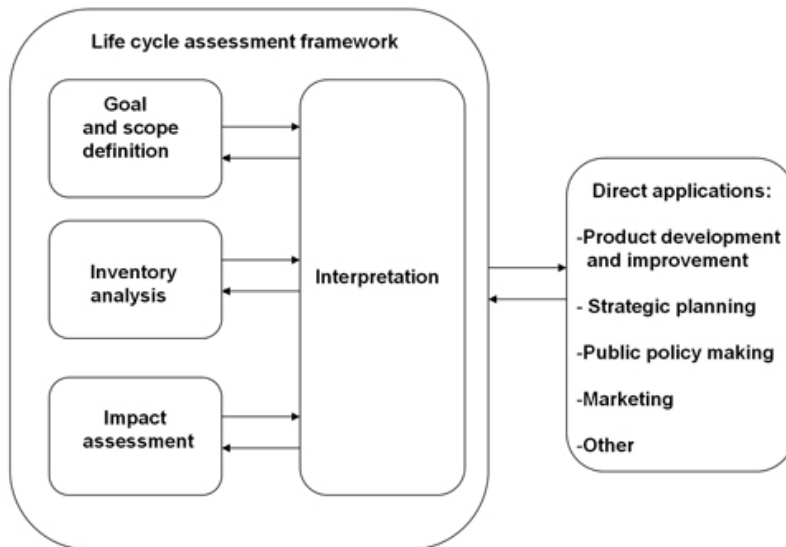 Life cycle assessment framework
Goal
and scope
definition
Inventory
analysis
Impact
assessment
Interpretation
Direct applications:
-Product development
and improvement
- Strategic planning
-Public policy making
-Marketing
-Other